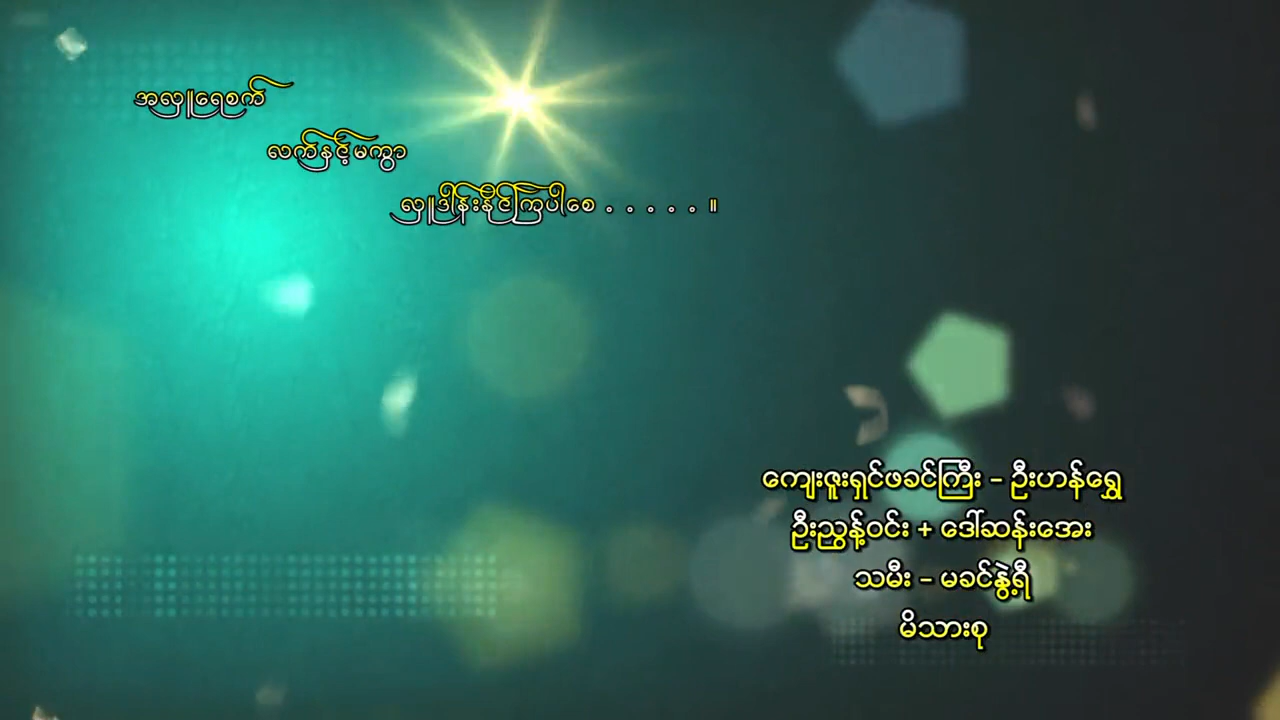 အလှူရေစက်
လက်နှင့်မကွာ
လှူဒါန်းနိုင်ကြပါစေ . . . . . ။
ကျေးဇူးရှင်ဖခင်ကြီး - ဦးဟန်ရွှေ
ဦးညွန့်ဝင်း + ဒေါ်ဆန်းအေး
သမီး - မခင်နွဲ့ရီ
မိသားစု